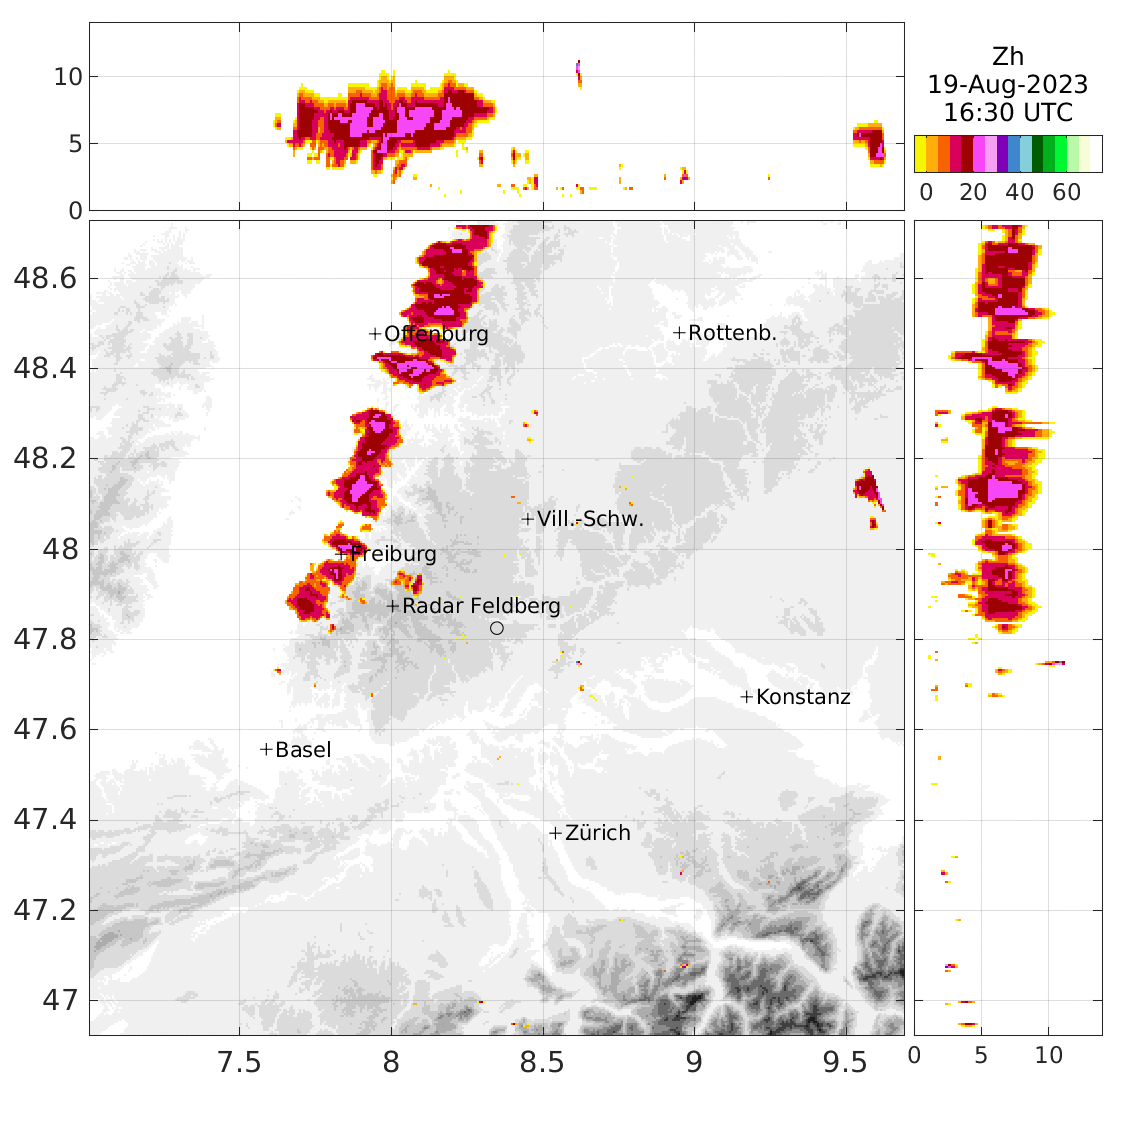 10
5
0
Zh
19-Aug-2023
16:30 UTC
0
20
40
60
48.6
48.4
48.2
48
47.8
47.6
47.4
47.2
47
+Offenburg
+Rottenb.
+Vill.-Schw.
+Freiburg
+Radar Feldberg
+Konstanz
+Basel
+Zürich
7.5
8
8.5
9
9.5
0
5
10